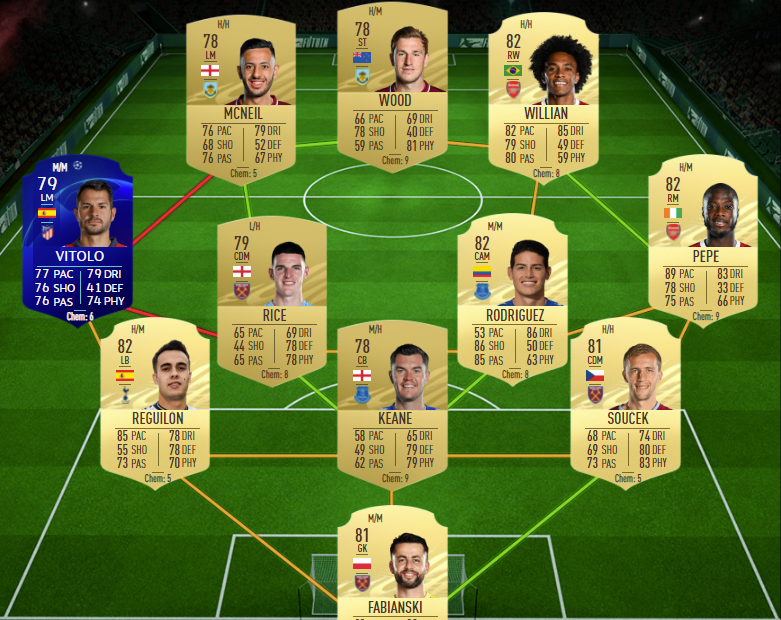 H/H
78
LM
MCNEIL
76 PAC 79 DRI
68 SHO 52 DEF
76 PAS 67 PHY
Chem: 5
H/M
78
ST
WOOD
66 PAC 69 DRI
78 SHO 40 DEF
59 PAS 81 PHY
Chem: 9
H/H
82
RW
WILLIAN
82 PAC 85 DRI
79 SHO 49 DEF
80 PAS 59 PHY
Chem: 8
M/M
79
LM
VITOLO
77 PAC 79 DRI
76 SHO 41 DEF
76 PAS 74 PHY
Chem: 6
L/H
79
CDM
RICE
65 PAC 69 DRI
44 SHO 78 DEF
65 PAS 78 PHY
Chem: 8
M/M
82
CAM
RODRIGUEZ
53 PAC 86 DRI
86 SHO 50 DEF
85 PAS 63 PHY
Chem: 8
H/M
82
RM
PEPE
89 PAC 83 DRI
78 SHO 33 DEF
75 PAS 66 PHY
Chem: 9
H/M
82
LB
REGUILON
85 PAC 78 DRI
55 SHO 78 DEF
73 PAS 70 PHY
Chem: 5
M/H
78
CB
KEANE
58 PAC 65 DRI
49 SHO 79 DEF
62 PAS 79 PHY
Chem: 9
H/H
81
CDM
SOUCEK
68 PAC 74 DRI
69 SHO 80 DEF
73 PAS 83 PHY
Chem: 5
M/M
81
GK
FABIANSKI